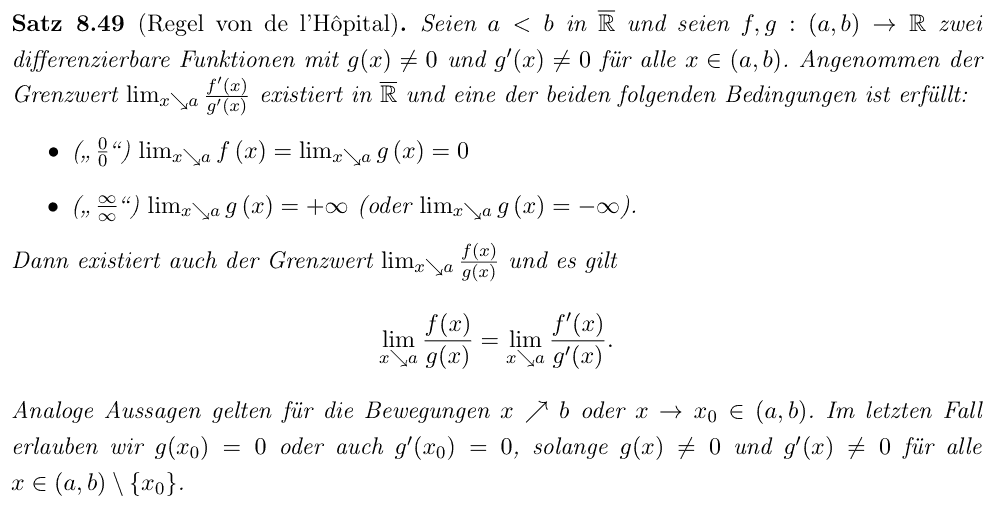 Satz 8.49 (Regel von de l'Hôpital). Seien a < b in ℝ̅ und seien f, g : (a, b) → ℝ zwei
differenzierbare Funktionen mit g(x) ≠ 0 und g′(x) ≠ 0 für alle x ∈ (a, b). Angenommen der
Grenzwert lim_{x↘a} f′(x)/g′(x) existiert in ℝ̅ und eine der beiden folgenden Bedingungen ist erfüllt:
• („ 0/0 “) lim_{x↘a} f (x) = lim_{x↘a} g (x) = 0
• („ ∞/∞ “) lim_{x↘a} g (x) = +∞ (oder lim_{x↘a} g (x) = −∞).
Dann existiert auch der Grenzwert lim_{x↘a} f(x)/g(x) und es gilt
lim_{x↘a} f(x)/g(x) = lim_{x↘a} f′(x)/g′(x).
Analoge Aussagen gelten für die Bewegungen x ↗ b oder x → x₀ ∈ (a, b). Im letzten Fall
erlauben wir g(x₀) = 0 oder auch g′(x₀) = 0, solange g(x) ≠ 0 und g′(x) ≠ 0 für alle
x ∈ (a, b) \ {x₀}.